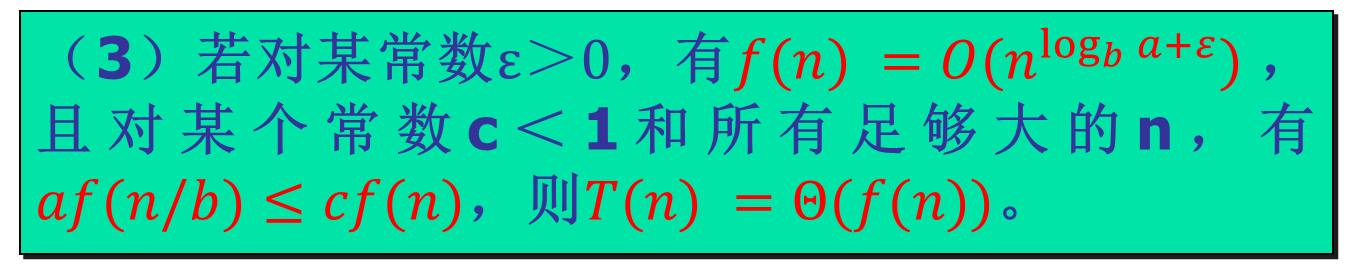 （3）若对某常数ε＞0，有f(n) = O(n^{log_b a+ε})，
且对某个常数c＜1和所有足够大的n，有
af(n/b) ≤ cf(n)，则T(n) = Θ(f(n))。